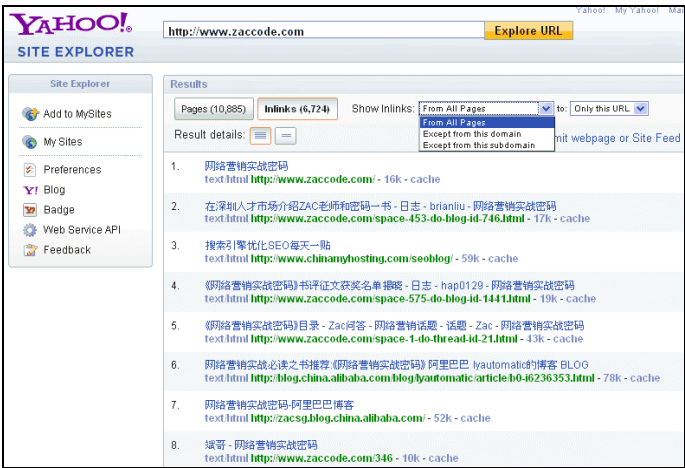 Yahoo! My Yahoo! Mai
YAHOO!
SITE EXPLORER
http://www.zaccode.com
Explore URL
Site Explorer
Add to MySites
My Sites
Preferences
Blog
Badge
Web Service API
Feedback
Results
Pages (10,885)
Inlinks (6,724)
Show Inlinks:
From All Pages
to:
Only this URL
From All Pages
Except from this domain
Except from this subdomain
mit webpage or Site Feed
Result details:
1. 网络营销实战密码
text/html http://www.zaccode.com/ - 16k - cache
2. 在深圳人才市场介绍ZAC老师和密码一书 - 日志 - brianliu - 网络营销实战密码
text/html http://www.zaccode.com/space-453-do-blog-id-746.html - 17k - cache
3. 搜索引擎优化SEO每天一贴
text/html http://www.chinamyhosting.com/seoblog/ - 59k - cache
4. 《网络营销实战密码》书评征文获奖名单揭晓 - 日志 - hap0129 - 网络营销实战密码
text/html http://www.zaccode.com/space-575-do-blog-id-1441.html - 19k - cache
5. 《网络营销实战密码》目录 - Zac问答 - 网络营销话题 - 话题 - Zac - 网络营销实战密码
text/html http://www.zaccode.com/space-1-do-thread-id-21.html - 43k - cache
6. 网络营销实战必读之书推荐:《网络营销实战密码》 阿里巴巴 lyautomatic的博客 BLOG
text/html http://blog.china.alibaba.com/blog/lyautomatic/article/b0-i6236353.html - 78k - cache
7. 网络营销实战密码-阿里巴巴博客
text/html http://zacsg.blog.china.alibaba.com/ - 52k - cache
8. 斌哥 - 网络营销实战密码
text/html http://www.zaccode.com/346 - 10k - cache